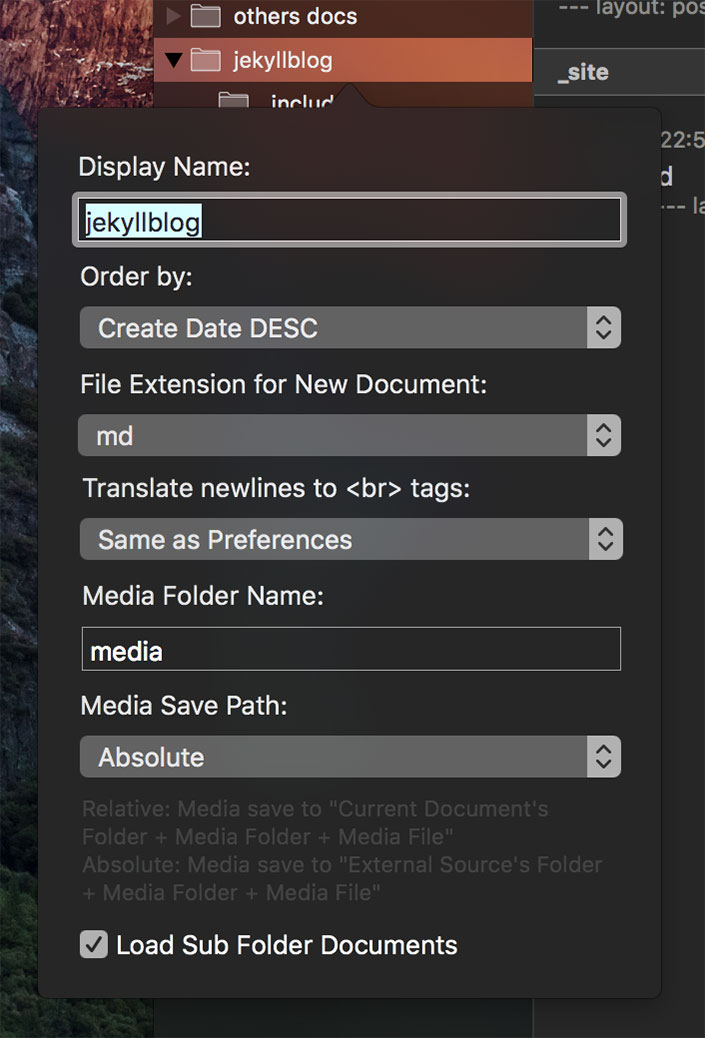 others docs
--- layout: pos
jekyllblog
_site
includ
22:5
d
--- la
Display Name:
jekyllblog
Order by:
Create Date DESC
File Extension for New Document:
md
Translate newlines to <br> tags:
Same as Preferences
Media Folder Name:
media
Media Save Path:
Absolute
Relative: Media save to "Current Document's
Folder + Media Folder + Media File"
Absolute: Media save to "External Source's Folder
+ Media Folder + Media File"
Load Sub Folder Documents